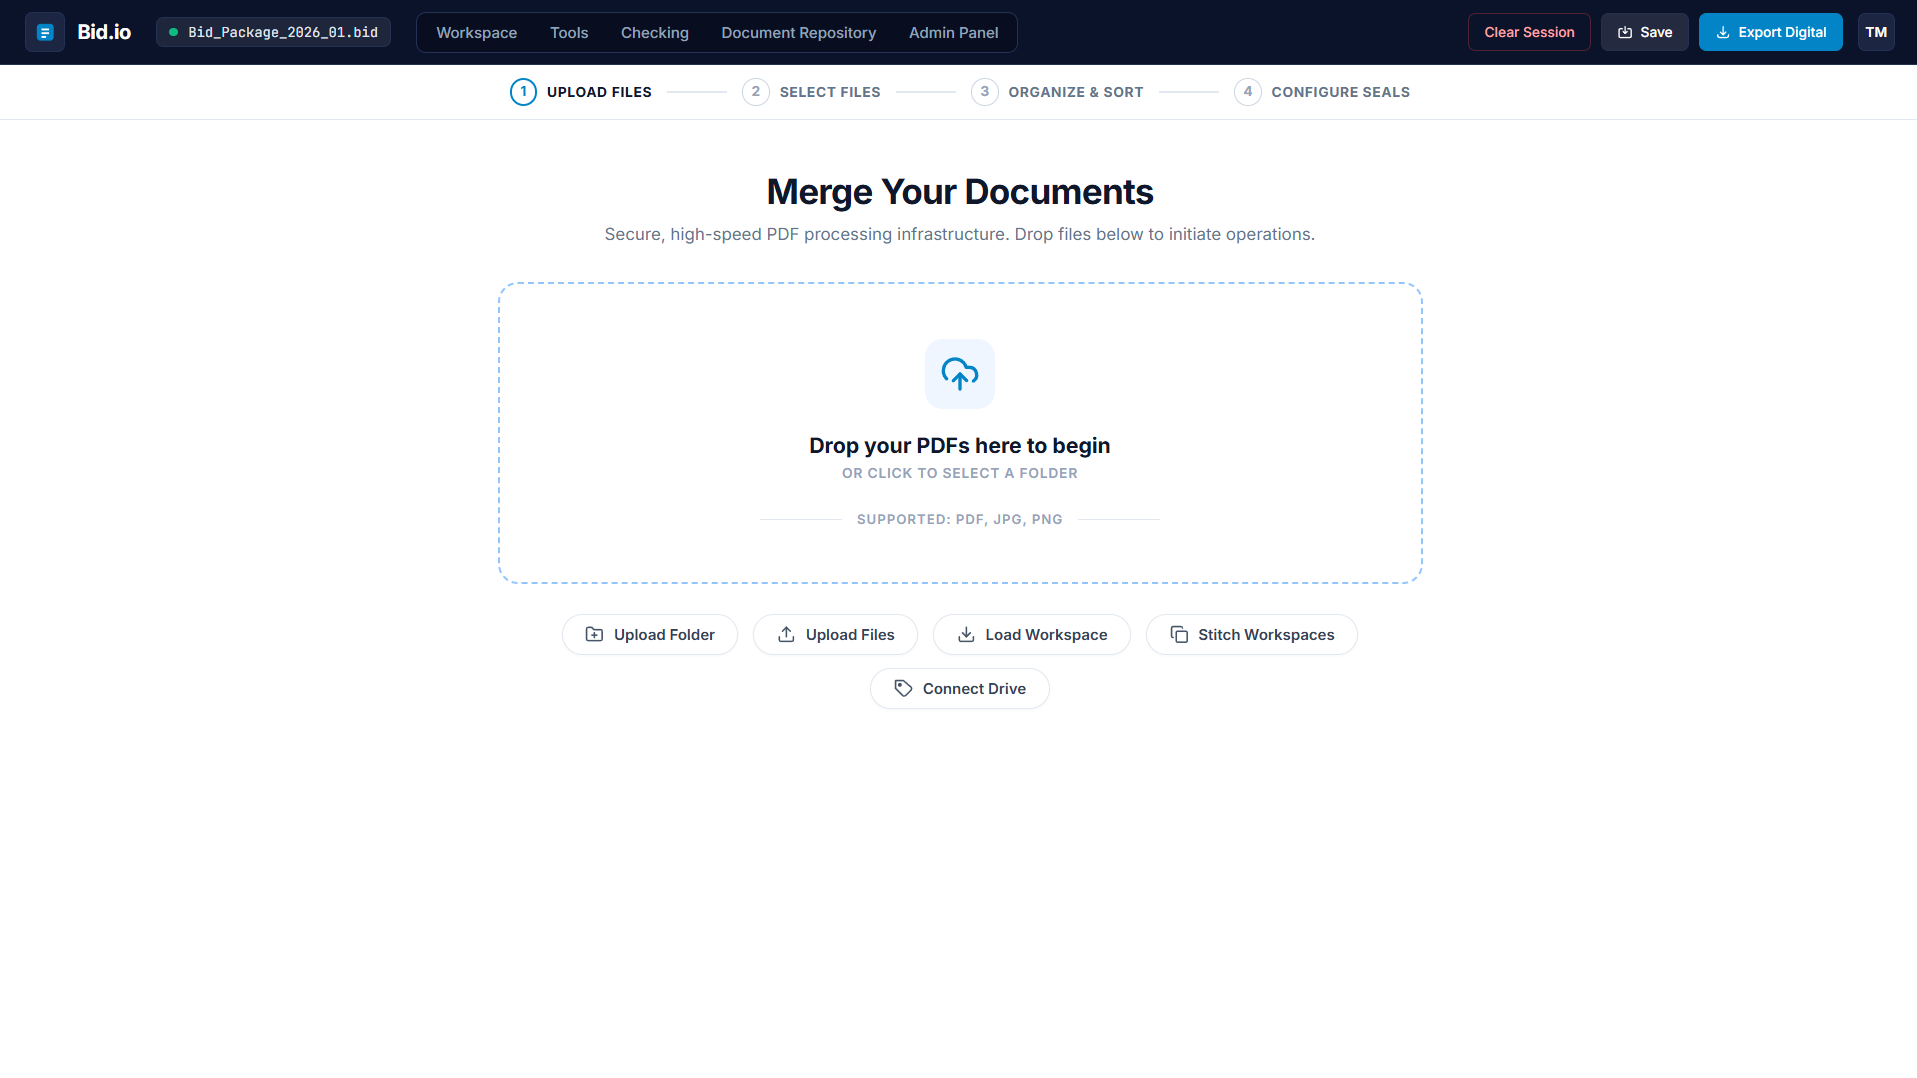 Bid.io
Bid_Package_2026_01.bid
Workspace
Tools
Checking
Document Repository
Admin Panel
Clear Session
Save
Export Digital
TM
1 UPLOAD FILES
2 SELECT FILES
3 ORGANIZE & SORT
4 CONFIGURE SEALS
Merge Your Documents
Secure, high-speed PDF processing infrastructure. Drop files below to initiate operations.
Drop your PDFs here to begin
OR CLICK TO SELECT A FOLDER
SUPPORTED: PDF, JPG, PNG
Upload Folder
Upload Files
Load Workspace
Stitch Workspaces
Connect Drive